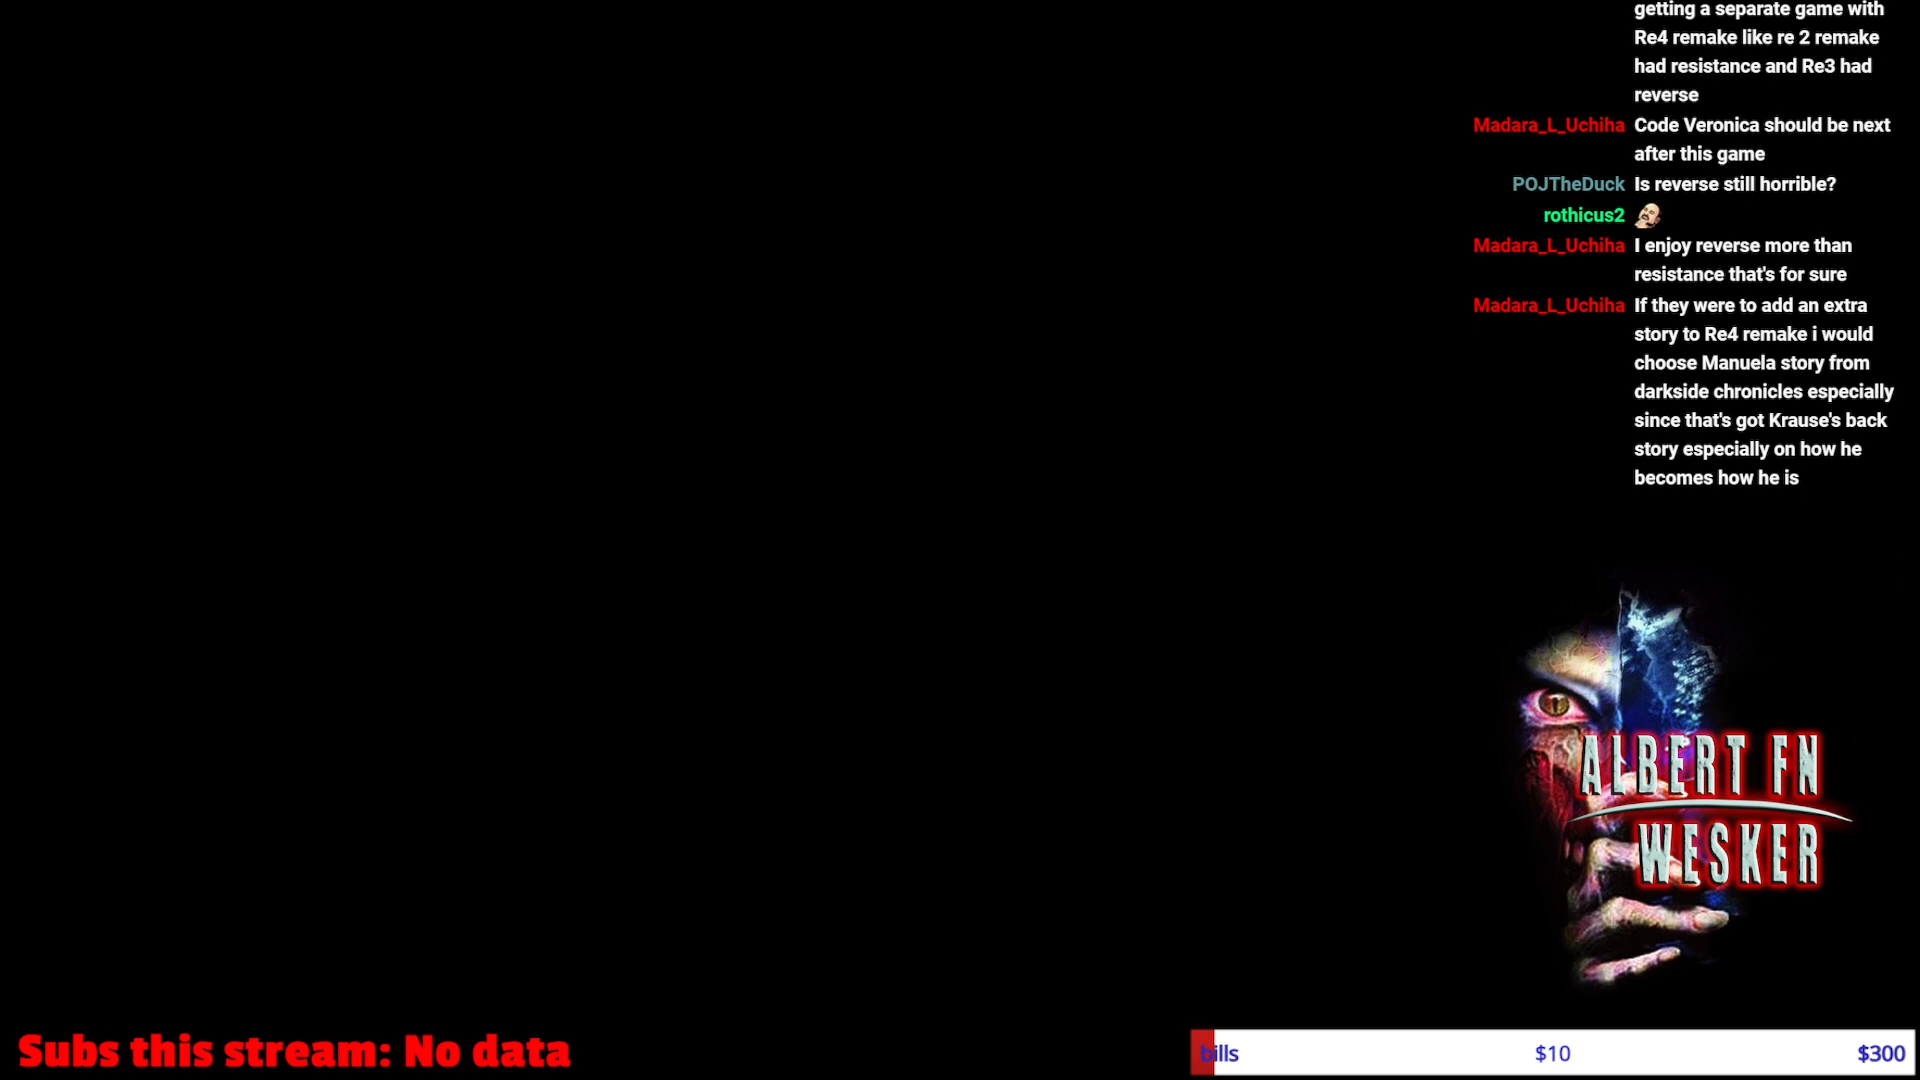 getting a separate game with
Re4 remake like re 2 remake
had resistance and Re3 had
reverse
Madara_L_Uchiha Code Veronica should be next
after this game
POJTheDuck Is reverse still horrible?
rothicus2
Madara_L_Uchiha I enjoy reverse more than
resistance that's for sure
Madara_L_Uchiha If they were to add an extra
story to Re4 remake i would
choose Manuela story from
darkside chronicles especially
since that's got Krause's back
story especially on how he
becomes how he is
ALBERT FN
WESKER
Subs this stream: No data
bills $10 $300